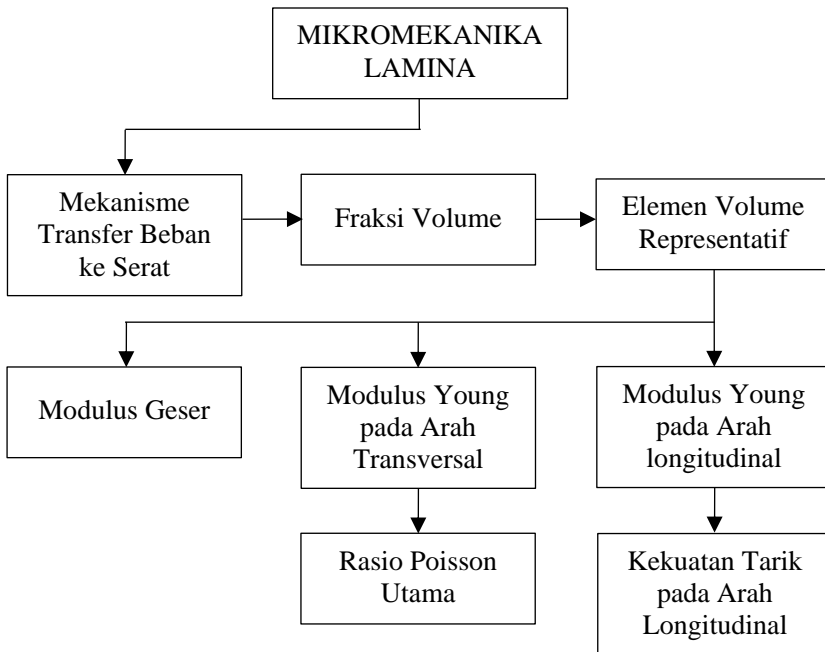 MIKROMEKANIKA
LAMINA
Mekanisme
Transfer Beban
ke Serat
Fraksi Volume
Elemen Volume
Representatif
Modulus Geser
Modulus Young
pada Arah
Transversal
Modulus Young
pada Arah
longitudinal
Rasio Poisson
Utama
Kekuatan Tarik
pada Arah
Longitudinal